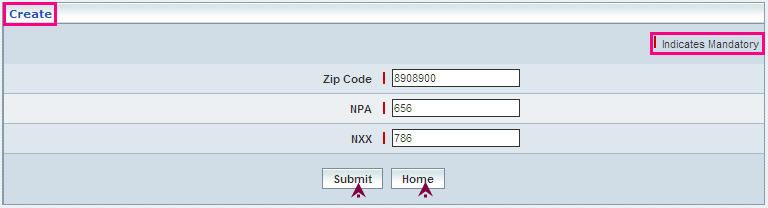 Create
Indicates Mandatory
Zip Code 8908900
NPA 656
NXX 786
Submit Home